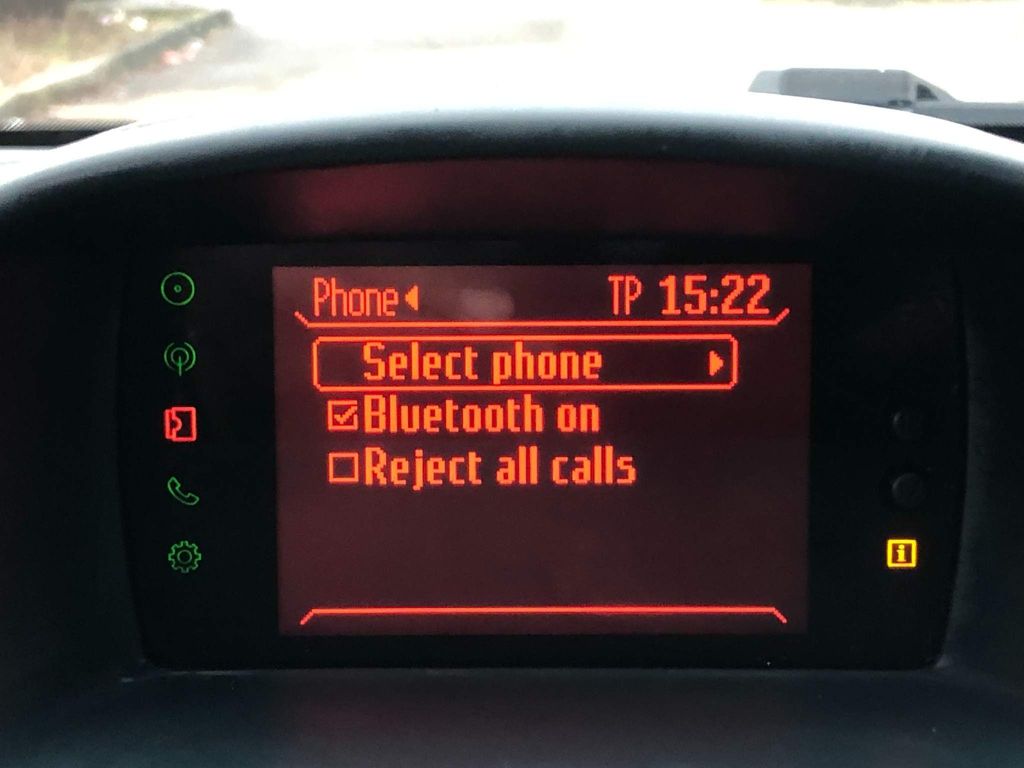 Phone TP 15:22
Select phone
Bluetooth on
Reject all calls
i